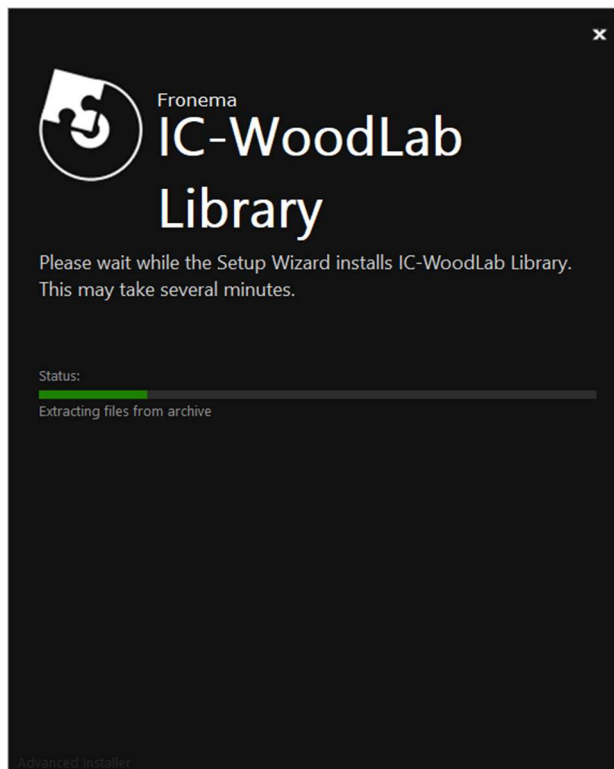 Fronema
IC-WoodLab
Library
Please wait while the Setup Wizard installs IC-WoodLab Library.
This may take several minutes.
Status:
Extracting files from archive
Advanced Installer